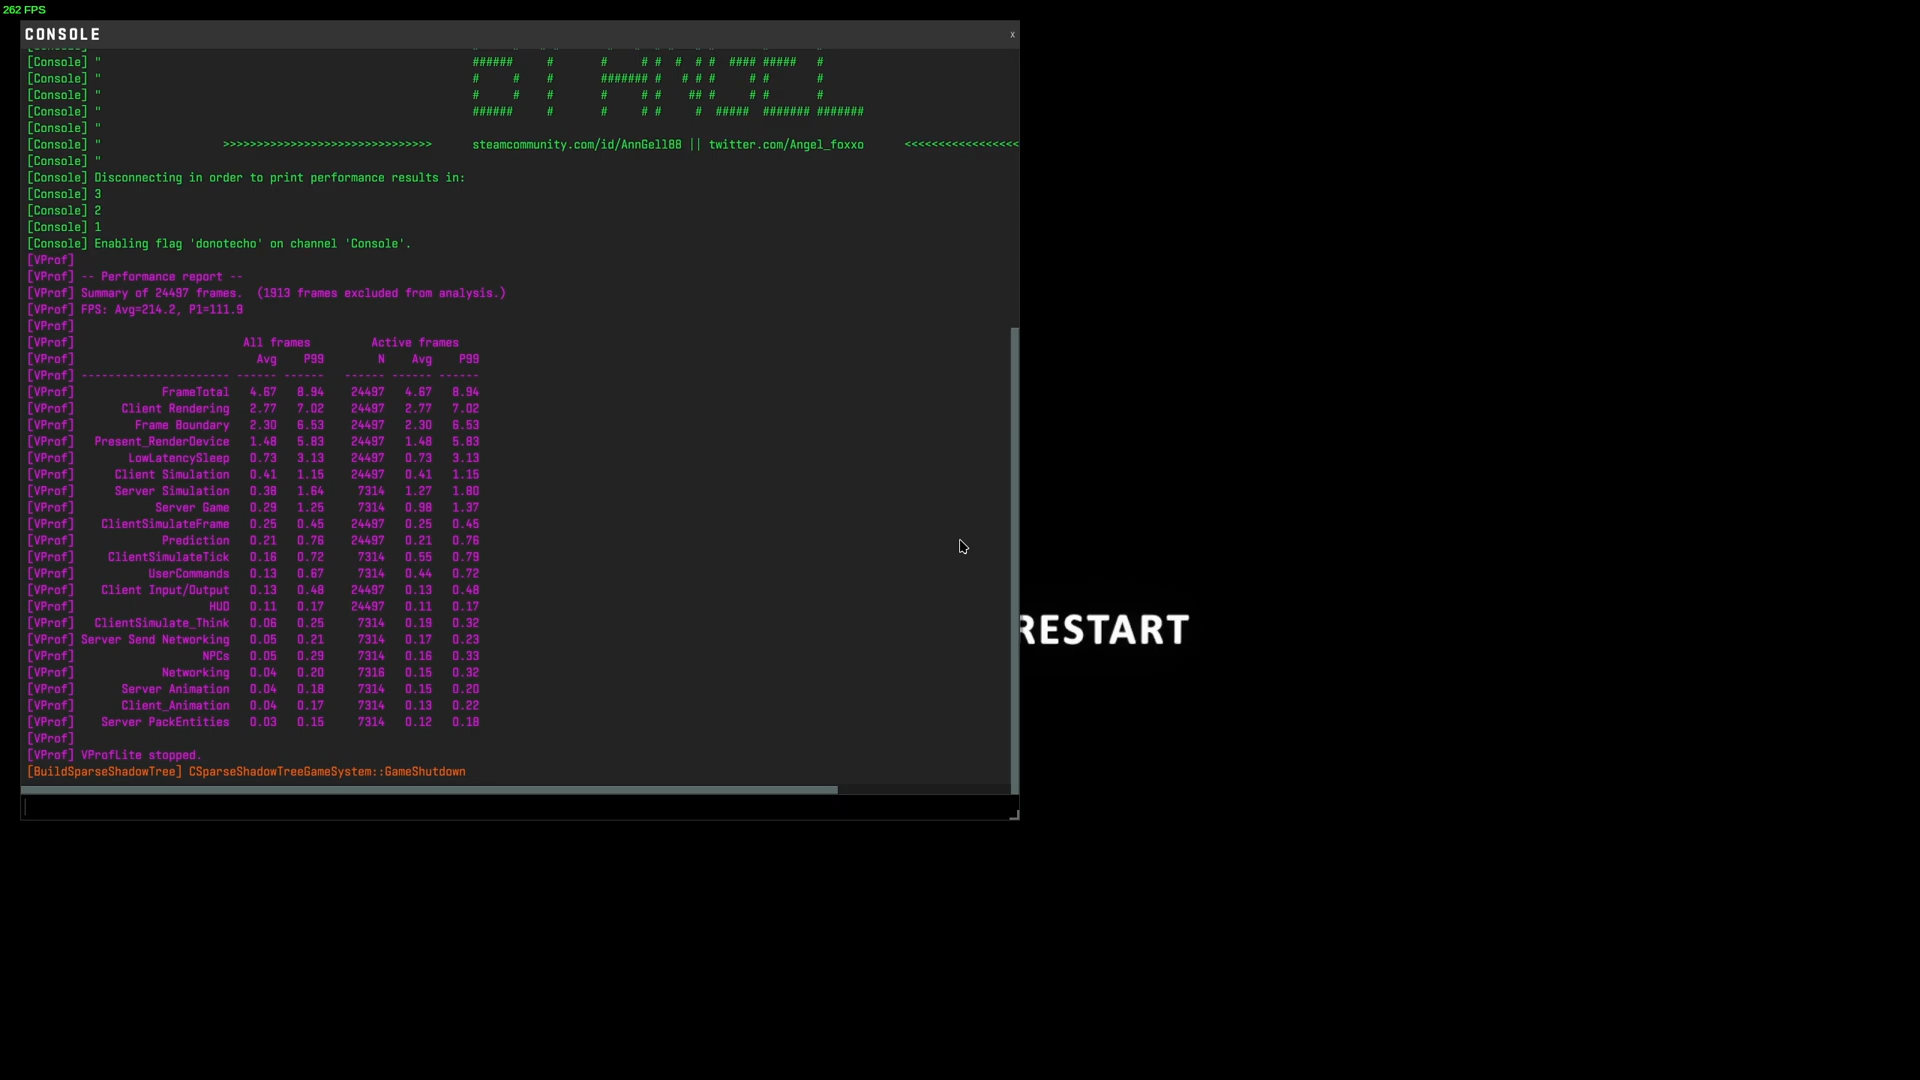 262 FPS
CONSOLE x
[Console] " ###### # # # # # # # #### ##### #
[Console] " # # # ####### # # # # # # #
[Console] " # # # # # ## # # # #
[Console] " ###### # # # # # ##### ####### #######
[Console] "
[Console] " >>>>>>>>>>>>>>>>>>>>>>>>>>>>>>> steamcommunity.com/id/AnnGell88 || twitter.com/Angel_foxxo <<<<<<<<<<<<<<<<<
[Console] "
[Console] Disconnecting in order to print performance results in:
[Console] 3
[Console] 2
[Console] 1
[Console] Enabling flag 'donotecho' on channel 'Console'.
[VProf]
[VProf] -- Performance report --
[VProf] Summary of 24497 frames. (1913 frames excluded from analysis.)
[VProf] FPS: Avg=214.2, P1=111.9
[VProf]
[VProf] All frames Active frames
[VProf] Avg P99 N Avg P99
[VProf] ---------------------- ------ ------ ------ ------ ------
[VProf] FrameTotal 4.67 8.94 24497 4.67 8.94
[VProf] Client Rendering 2.77 7.02 24497 2.77 7.02
[VProf] Frame Boundary 2.30 6.53 24497 2.30 6.53
[VProf] Present_RenderDevice 1.48 5.83 24497 1.48 5.83
[VProf] LowLatencySleep 0.73 3.13 24497 0.73 3.13
[VProf] Client Simulation 0.41 1.15 24497 0.41 1.15
[VProf] Server Simulation 0.38 1.64 7314 1.27 1.80
[VProf] Server Game 0.29 1.25 7314 0.98 1.37
[VProf] ClientSimulateFrame 0.25 0.45 24497 0.25 0.45
[VProf] Prediction 0.21 0.76 24497 0.21 0.76
[VProf] ClientSimulateTick 0.16 0.72 7314 0.55 0.79
[VProf] UserCommands 0.13 0.67 7314 0.44 0.72
[VProf] Client Input/Output 0.13 0.48 24497 0.13 0.48
[VProf] HUD 0.11 0.17 24497 0.11 0.17
[VProf] ClientSimulate_Think 0.06 0.25 7314 0.19 0.32
[VProf] Server Send Networking 0.05 0.21 7314 0.17 0.23
[VProf] NPCs 0.05 0.29 7314 0.16 0.33
[VProf] Networking 0.04 0.20 7316 0.15 0.32
[VProf] Server Animation 0.04 0.18 7314 0.15 0.20
[VProf] Client_Animation 0.04 0.17 7314 0.13 0.22
[VProf] Server PackEntities 0.03 0.15 7314 0.12 0.18
[VProf]
[VProf] VProfLite stopped.
[BuildSparseShadowTree] CSparseShadowTreeGameSystem::GameShutdown
RESTART